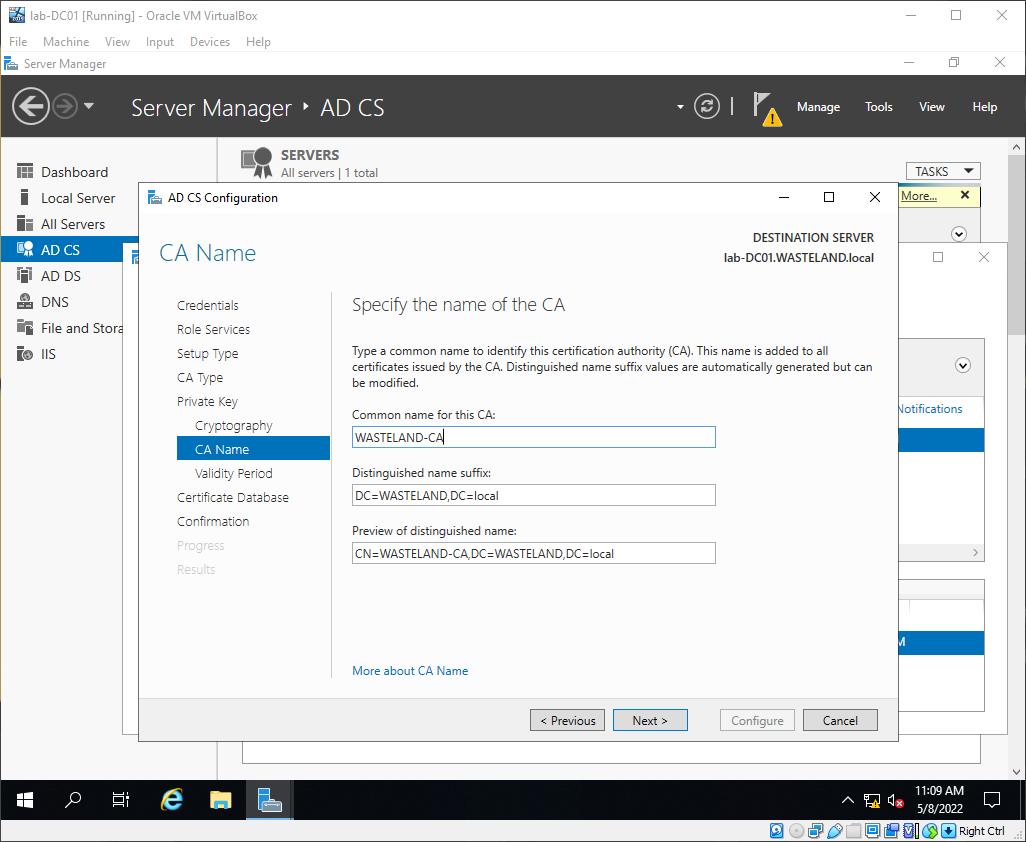 lab-DC01 [Running] - Oracle VM VirtualBox
File Machine View Input Devices Help
Server Manager
Server Manager AD CS
Manage Tools View Help
Dashboard
Local Server
All Servers
AD CS
AD DS
DNS
File and Stora
IIS
SERVERS
All servers | 1 total
TASKS
More...
Notifications
M
AD CS Configuration
CA Name
DESTINATION SERVER
lab-DC01.WASTELAND.local
Credentials
Role Services
Setup Type
CA Type
Private Key
Cryptography
CA Name
Validity Period
Certificate Database
Confirmation
Progress
Results
Specify the name of the CA
Type a common name to identify this certification authority (CA). This name is added to all
certificates issued by the CA. Distinguished name suffix values are automatically generated but can
be modified.
Common name for this CA:
WASTELAND-CA
Distinguished name suffix:
DC=WASTELAND,DC=local
Preview of distinguished name:
CN=WASTELAND-CA,DC=WASTELAND,DC=local
More about CA Name
< Previous Next > Configure Cancel
11:09 AM
5/8/2022
Right Ctrl